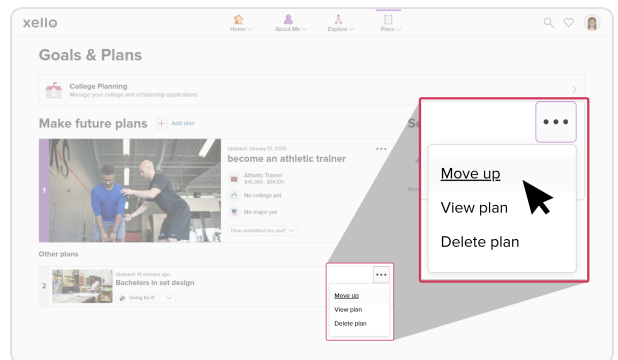 xello
Home
About Me
Explore
Plans
Goals & Plans
College Planning
Manage your college and scholarship applications
Make future plans
+ Add plan
Se
1
Updated: January 12, 2026
become an athletic trainer
Athletic Trainer
No college yet
No major yet
How committed are you?
Other plans
2
Updated: 14 minutes ago
Bachelors in set design
Going for it!
Move up
View plan
Delete plan
Move up
View plan
Delete plan